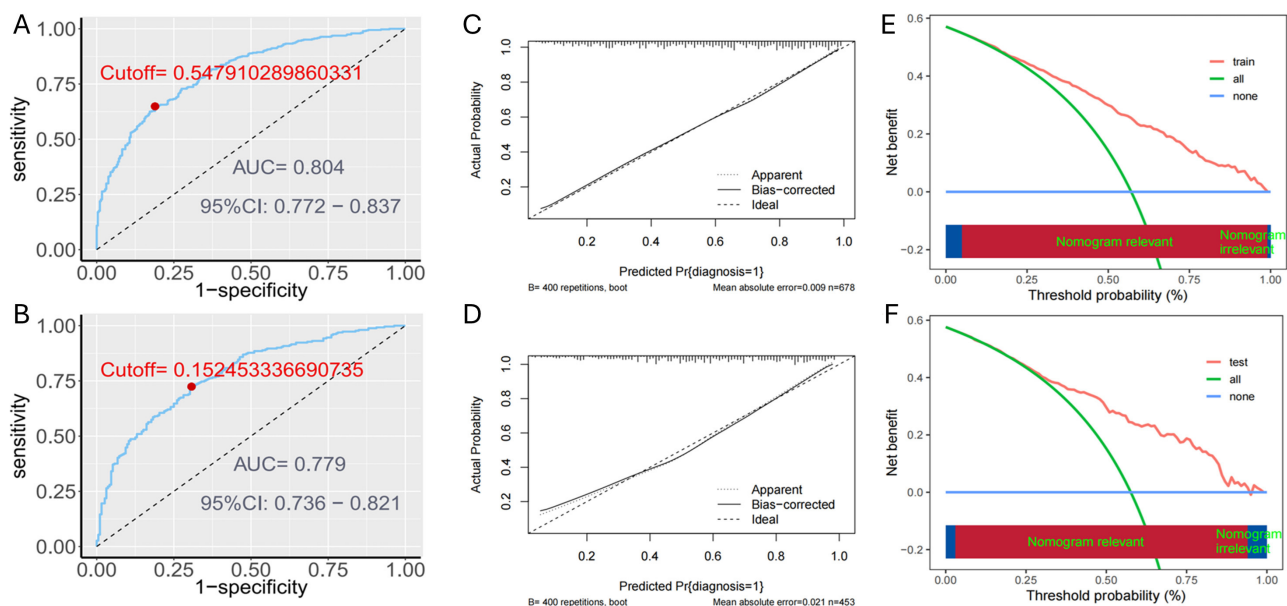 A
1.00
0.75
0.50
0.25
0.00
sensitivity
Cutoff= 0.547910289860331
AUC= 0.804
95%CI: 0.772 − 0.837
0.00 0.25 0.50 0.75 1.00
1-specificity
B
1.00
0.75
0.50
0.25
0.00
sensitivity
Cutoff= 0.152453336690735
AUC= 0.779
95%CI: 0.736 − 0.821
0.00 0.25 0.50 0.75 1.00
1-specificity
C
1.0
0.8
0.6
0.4
0.2
Actual Probability
Apparent
Bias−corrected
Ideal
0.2 0.4 0.6 0.8 1.0
Predicted Pr{diagnosis=1}
B= 400 repetitions, boot Mean absolute error=0.009 n=678
D
1.0
0.8
0.6
0.4
0.2
Actual Probability
Apparent
Bias−corrected
Ideal
0.2 0.4 0.6 0.8 1.0
Predicted Pr{diagnosis=1}
B= 400 repetitions, boot Mean absolute error=0.021 n=453
E
0.6
0.4
0.2
0.0
−0.2
Net benefit
train
all
none
Nomogram relevant
Nomogram
irrelevant
0.00 0.25 0.50 0.75 1.00
Threshold probability (%)
F
0.6
0.4
0.2
0.0
−0.2
Net benefit
test
all
none
Nomogram relevant
Nomogram
irrelevant
0.00 0.25 0.50 0.75 1.00
Threshold probability (%)